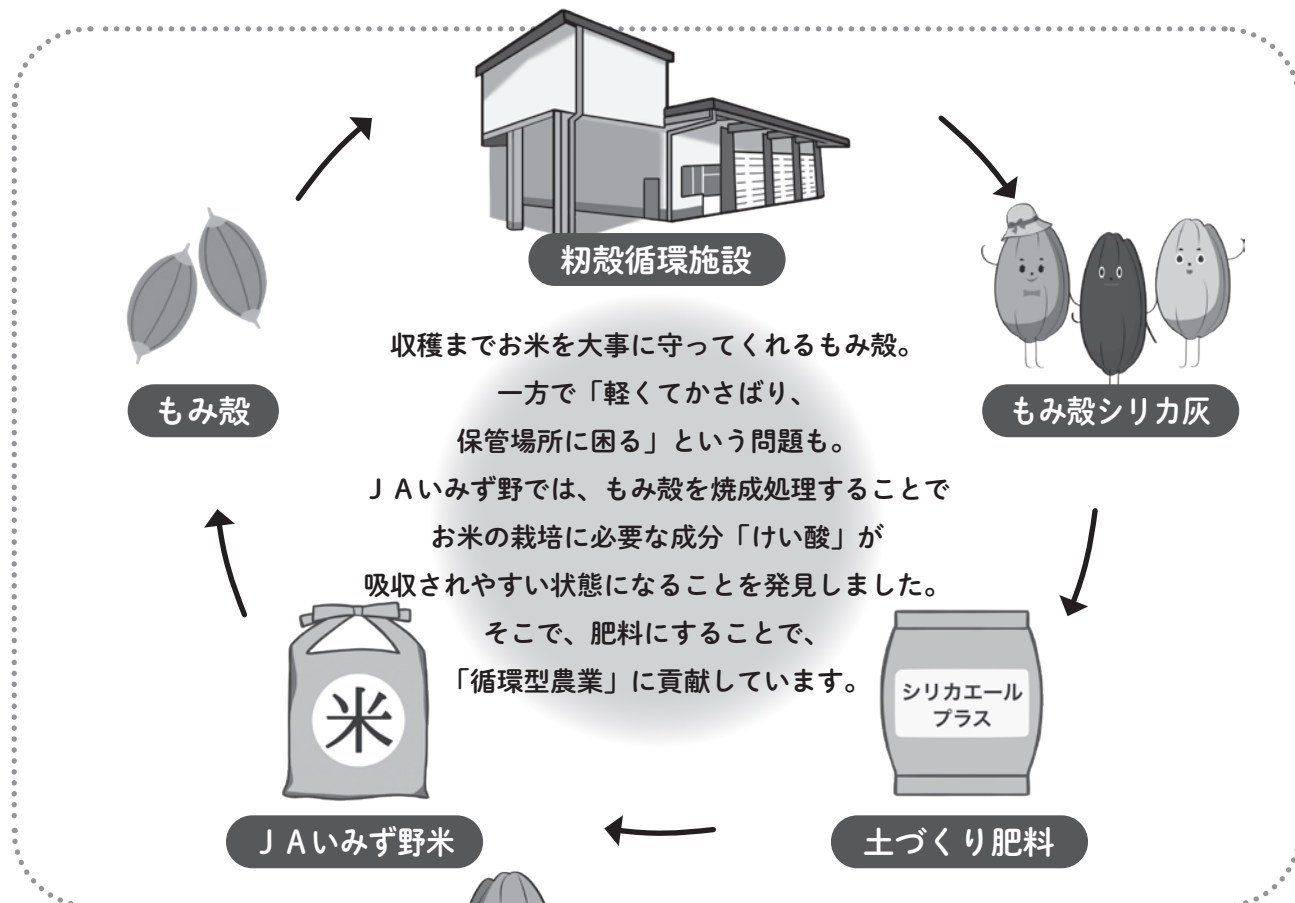 籾殻循環施設
もみ殻
もみ殻シリカ灰
収穫までお米を大事に守ってくれるもみ殻。
一方で「軽くてかさばり、
保管場所に困る」という問題も。
ＪＡいみず野では、もみ殻を焼成処理することで
お米の栽培に必要な成分「けい酸」が
吸収されやすい状態になることを発見しました。
そこで、肥料にすることで、
「循環型農業」に貢献しています。
米
シリカエール
プラス
ＪＡいみず野米
土づくり肥料